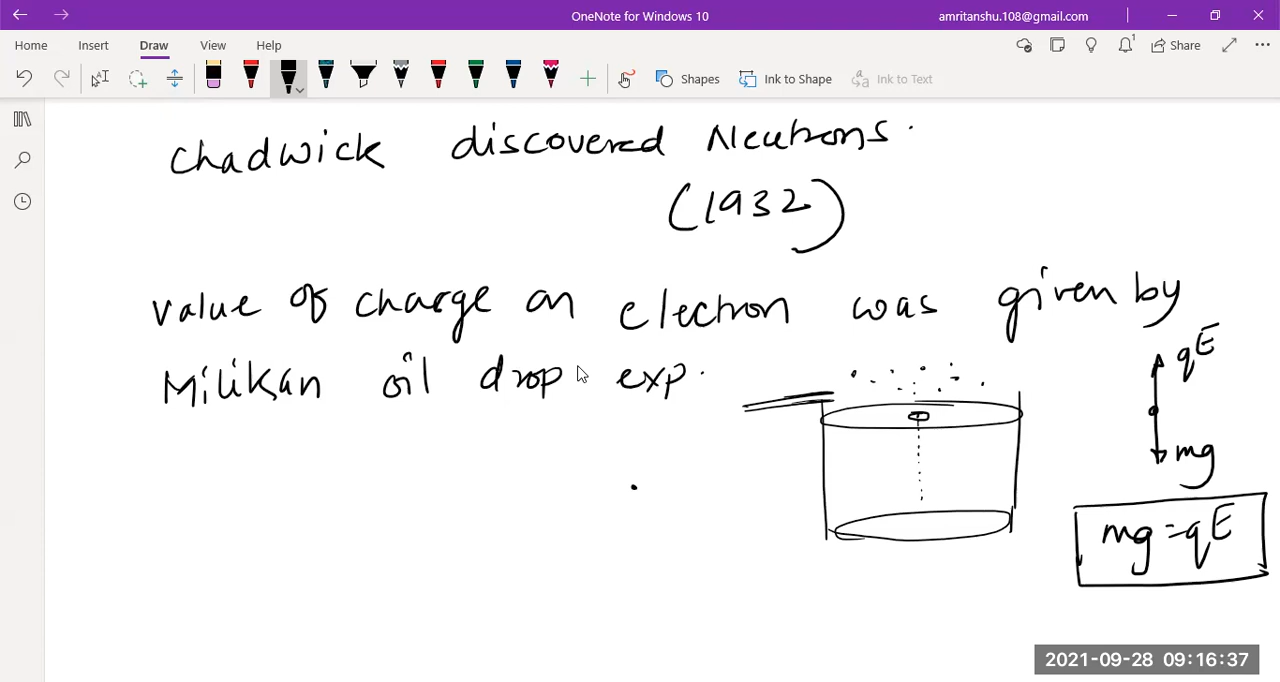 OneNote for Windows 10
amritanshu.108@gmail.com
Home Insert Draw View Help
1 Share
Shapes Ink to Shape Ink to Text
Chadwick discovered Neutrons.
(1932)
value of charge on electron was given by
Milikan oil drop exp.
qE
mg
mg = qE
2021-09-28 09:16:37